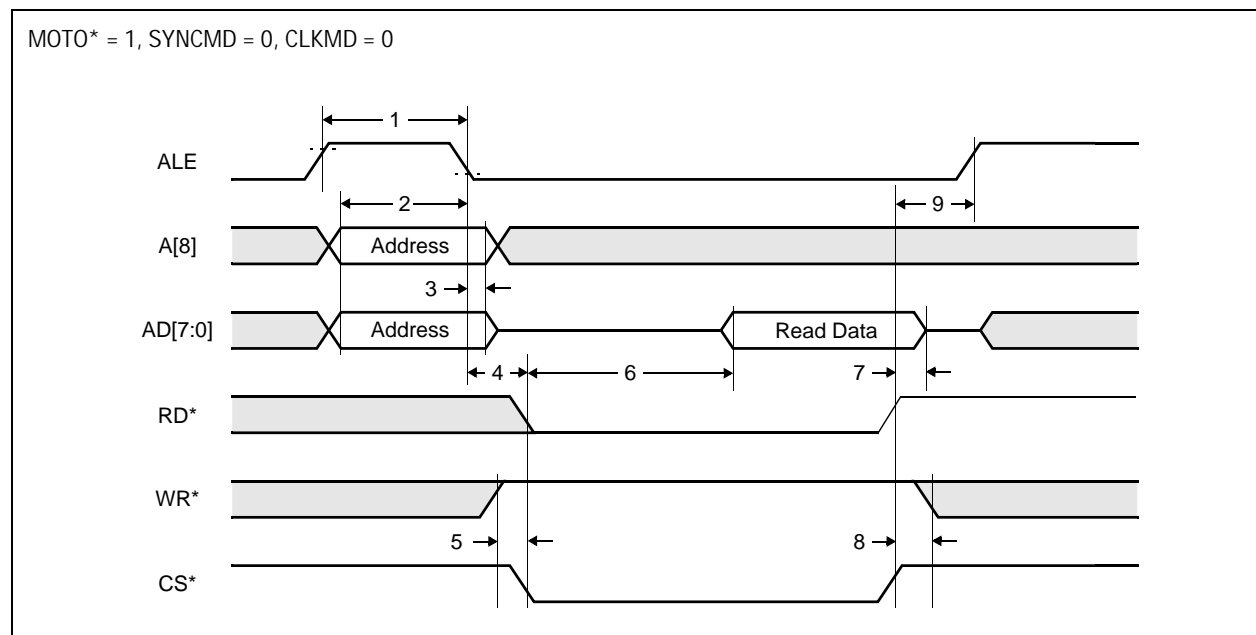 MOTO* = 1, SYNCMD = 0, CLKMD = 0
1
ALE
2
9
A[8]
Address
3
AD[7:0]
Address
Read Data
4
6
7
RD*
WR*
5
8
CS*